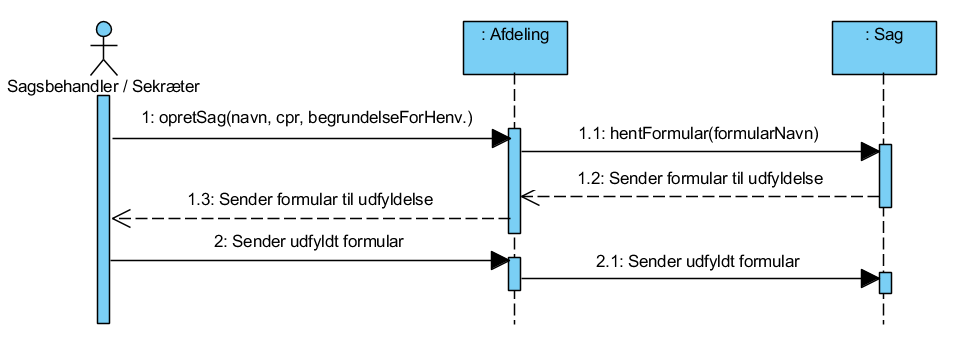 : Afdeling
: Sag
Sagsbehandler / Sekræter
1: opretSag(navn, cpr, begrundelseForHenv.)
1.1: hentFormular(formularNavn)
1.2: Sender formular til udfyldelse
1.3: Sender formular til udfyldelse
2: Sender udfyldt formular
2.1: Sender udfyldt formular